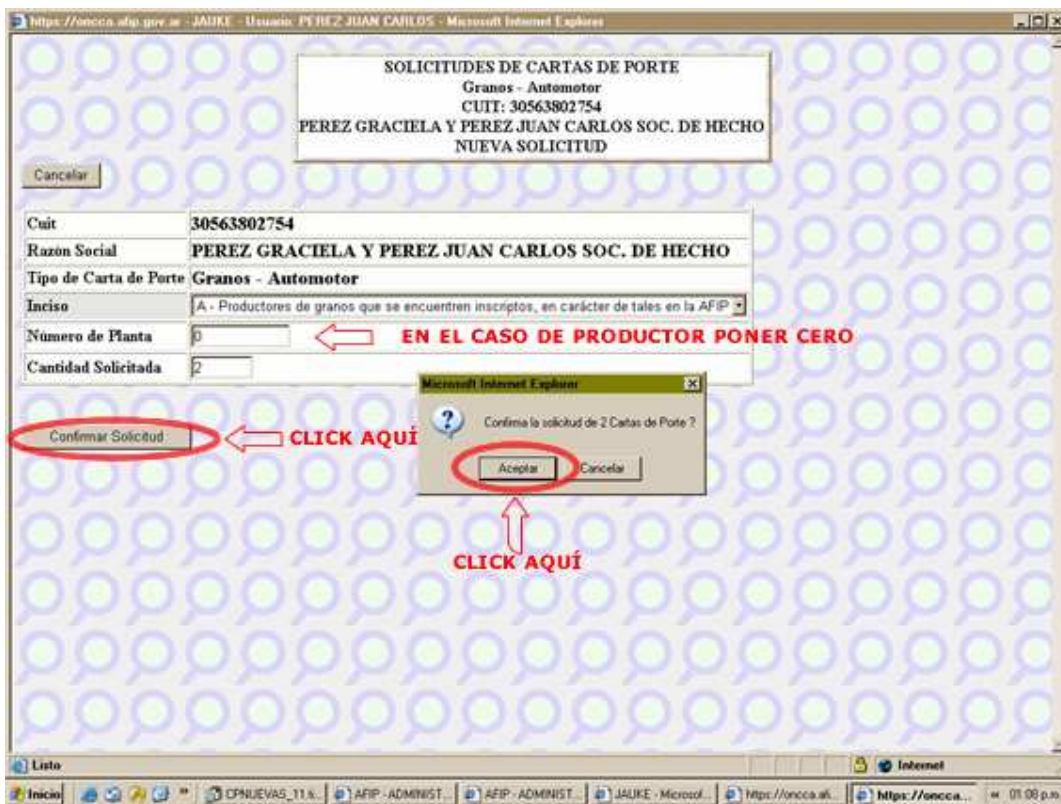 https://oncca.afip.gov.ar - JAUKE - Usuario: PEREZ JUAN CARLOS - Microsoft Internet Explorer
SOLICITUDES DE CARTAS DE PORTE
Granos - Automotor
CUIT: 30563802754
PEREZ GRACIELA Y PEREZ JUAN CARLOS SOC. DE HECHO
NUEVA SOLICITUD
Cancelar
Cuit 30563802754
Razón Social PEREZ GRACIELA Y PEREZ JUAN CARLOS SOC. DE HECHO
Tipo de Carta de Porte Granos - Automotor
Inciso A - Productores de granos que se encuentren inscriptos, en carácter de tales en la AFIP
Número de Planta 0 EN EL CASO DE PRODUCTOR PONER CERO
Cantidad Solicitada 2
Microsoft Internet Explorer
Confirma la solicitud de 2 Cartas de Porte ?
Confirmar Solicitud CLICK AQUÍ
Aceptar Cancelar
CLICK AQUÍ
Listo Internet
Inicio CPNUEVAS_11.s... AFIP - ADMINIST... AFIP - ADMINIST... JAUKE - Microsof... https://oncca.afi... https://oncca.... 01:08 p.m.